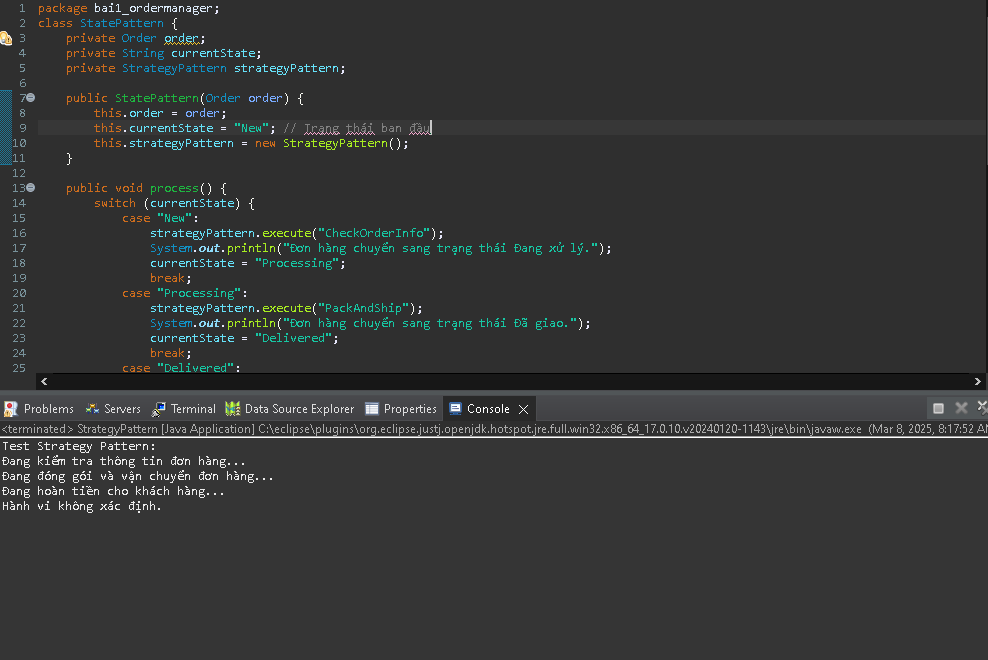 1 package bai1_ordermanager;
2 class StatePattern {
3 private Order order;
4 private String currentState;
5 private StrategyPattern strategyPattern;
6
7 public StatePattern(Order order) {
8 this.order = order;
9 this.currentState = "New"; // Trạng thái ban đầu
10 this.strategyPattern = new StrategyPattern();
11 }
12
13 public void process() {
14 switch (currentState) {
15 case "New":
16 strategyPattern.execute("CheckOrderInfo");
17 System.out.println("Đơn hàng chuyển sang trạng thái Đang xử lý.");
18 currentState = "Processing";
19 break;
20 case "Processing":
21 strategyPattern.execute("PackAndShip");
22 System.out.println("Đơn hàng chuyển sang trạng thái Đã giao.");
23 currentState = "Delivered";
24 break;
25 case "Delivered":
Problems Servers Terminal Data Source Explorer Properties Console
<terminated> StrategyPattern [Java Application] C:\eclipse\plugins\org.eclipse.justj.openjdk.hotspot.jre.full.win32.x86_64_17.0.10.v20240120-1143\jre\bin\javaw.exe (Mar 8, 2025, 8:17:52 AM
Test Strategy Pattern:
Đang kiểm tra thông tin đơn hàng...
Đang đóng gói và vận chuyển đơn hàng...
Đang hoàn tiền cho khách hàng...
Hành vi không xác định.